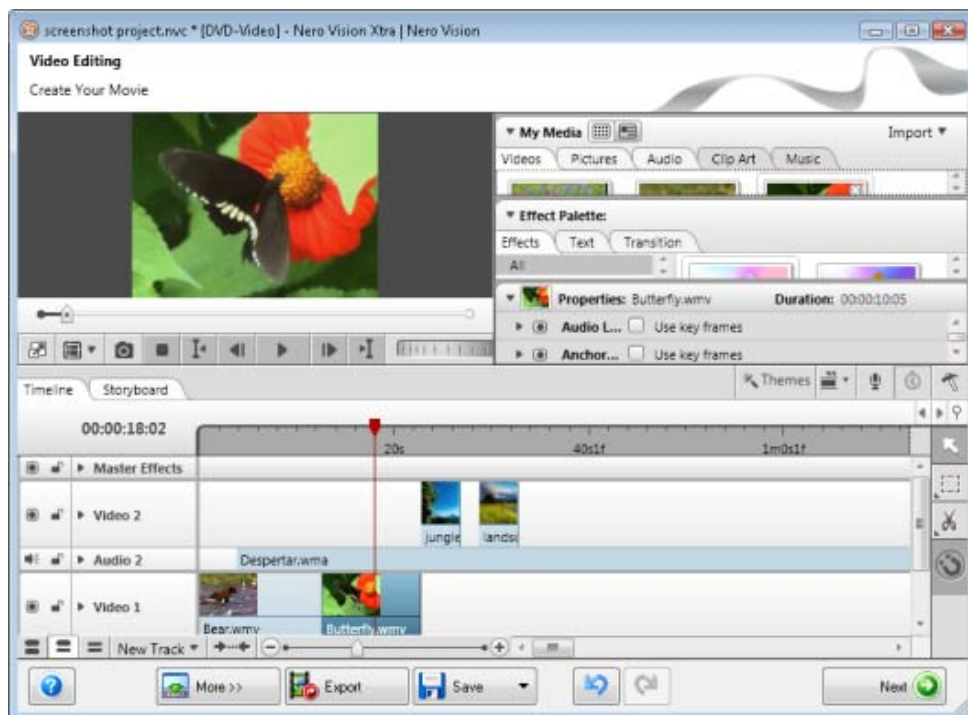 screenshot project.nvc * [DVD-Video] - Nero Vision Xtra | Nero Vision
Video Editing
Create Your Movie
My Media
Import
Videos Pictures Audio Clip Art Music
Effect Palette:
Effects Text Transition
All
Properties: Butterfly.wmv Duration: 00:00:10:05
Audio L... Use key frames
Anchor... Use key frames
Timeline Storyboard
Themes
00:00:18:02
20s 40s1f 1m0s1f
Master Effects
Video 2
jungle lands
Audio 2
Despertar.wma
Video 1
Bear.wmv Butterfly.wmv
New Track
? More >> Export Save Next